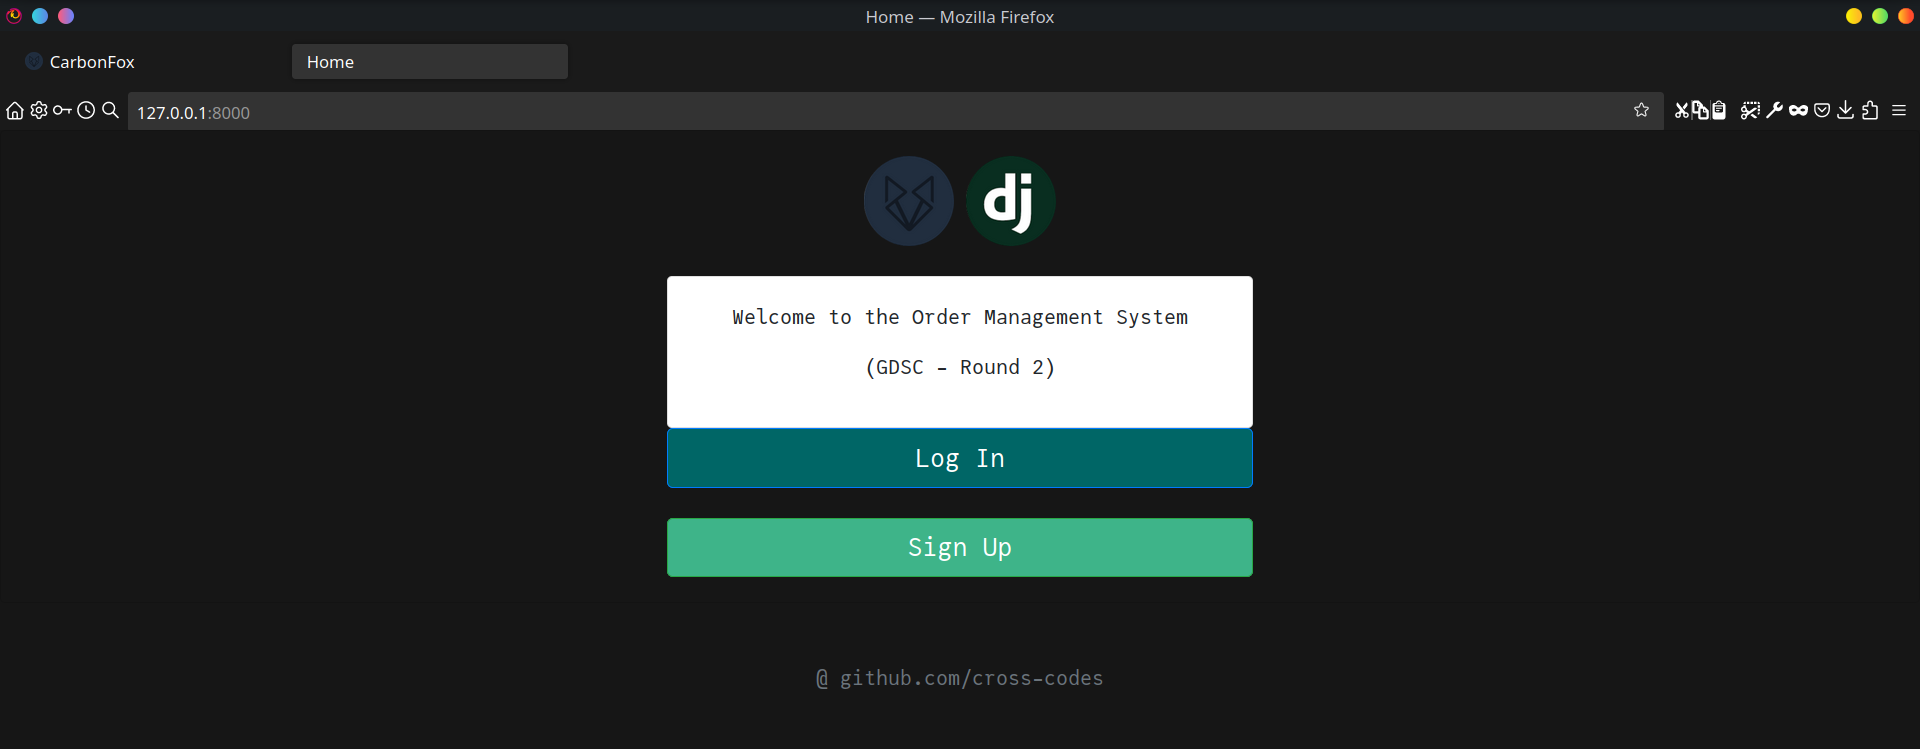 Home — Mozilla Firefox
CarbonFox
Home
127.0.0.1:8000
dj
Welcome to the Order Management System
(GDSC - Round 2)
Log In
Sign Up
@ github.com/cross-codes